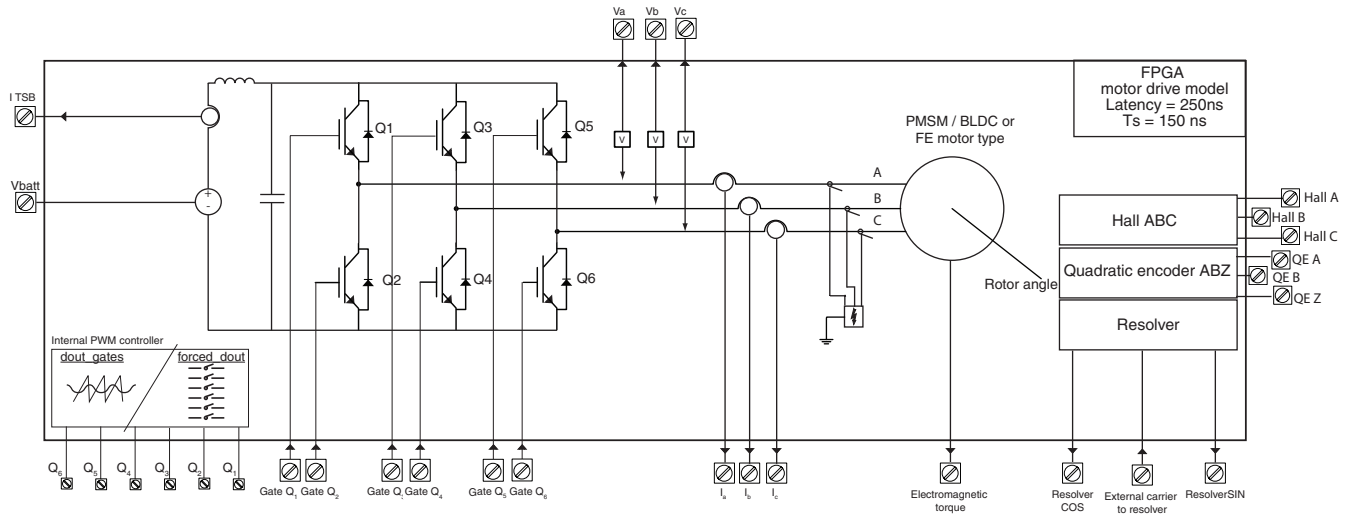 Va
Vb
Vc
I TSB
FPGA
motor drive model
Latency = 250ns
Ts = 150 ns
Q1
Q3
Q5
V
V
V
PMSM / BLDC or
FE motor type
Vbatt
+
-
A
B
C
Hall ABC
Hall A
Hall B
Hall C
Q2
Q4
Q6
Quadratic encoder ABZ
QE A
QE B
QE Z
Rotor angle
Resolver
Internal PWM controller
dout_gates
forced_dout
Q6
Q5
Q4
Q3
Q2
Q1
Gate Q1
Gate Q2
Gate Q3
Gate Q4
Gate Q5
Gate Q6
Ia
Ib
Ic
Electromagnetic
torque
Resolver
COS
External carrier
to resolver
ResolverSIN